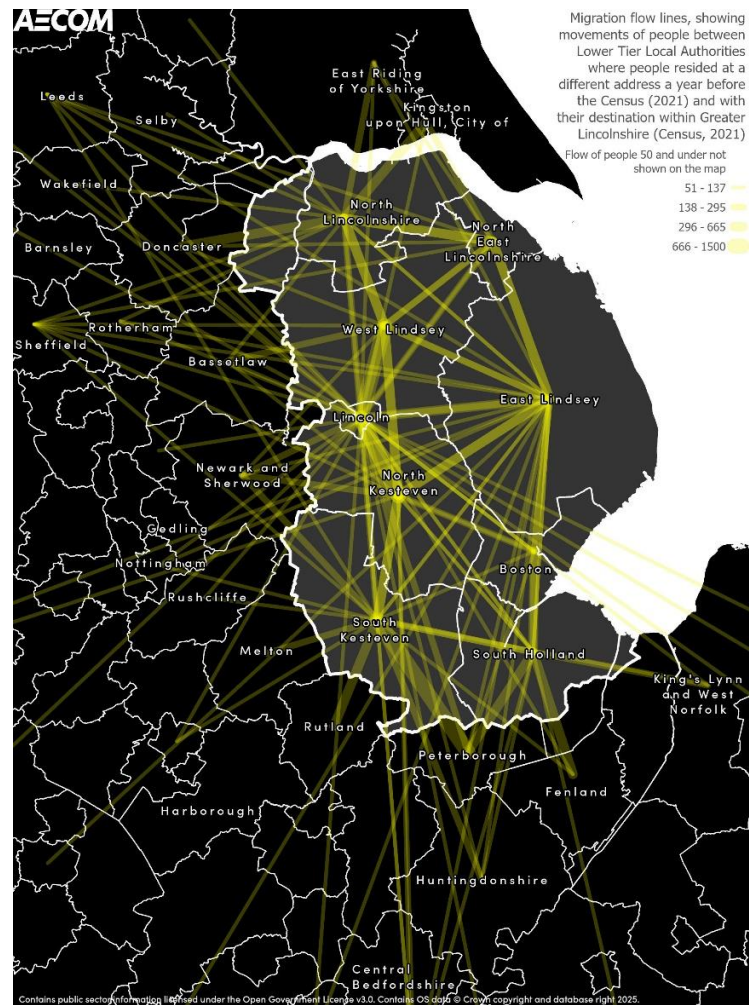 AECOM
Migration flow lines, showing
movements of people between
Lower Tier Local Authorities
where people resided at a
different address a year before
the Census (2021) and with
their destination within Greater
Lincolnshire (Census, 2021)
Flow of people 50 and under not
shown on the map
51 - 137
138 - 295
296 - 665
666 - 1500
East Riding
of Yorkshire
Leeds
Kingston
upon Hull, City of
Selby
Wakefield
North
Lincolnshire
North
East
Lincolnshire
Barnsley
Doncaster
Rotherham
West Lindsey
Sheffield
Bassetlaw
East Lindsey
Lincoln
Newark and
Sherwood
North
Kesteven
Gedling
Nottingham
Boston
Rushcliffe
South
Kesteven
Melton
South Holland
King's Lynn
and West
Norfolk
Rutland
Peterborough
Fenland
Harborough
Huntingdonshire
Central
Bedfordshire
Contains public sector information licensed under the Open Government Licence v3.0. Contains OS data © Crown copyright and database right 2025.